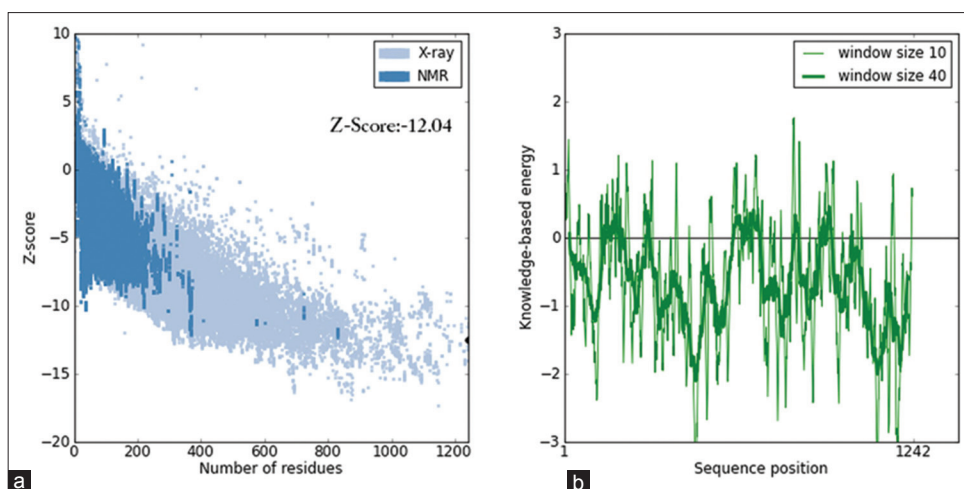 10
5
0
−5
−10
−15
−20
Z-score
X-ray
NMR
Z-Score:-12.04
0
200
400
600
800
1000
1200
Number of residues
a
3
2
1
0
−1
−2
−3
Knowledge-based energy
window size 10
window size 40
1
1242
Sequence position
b